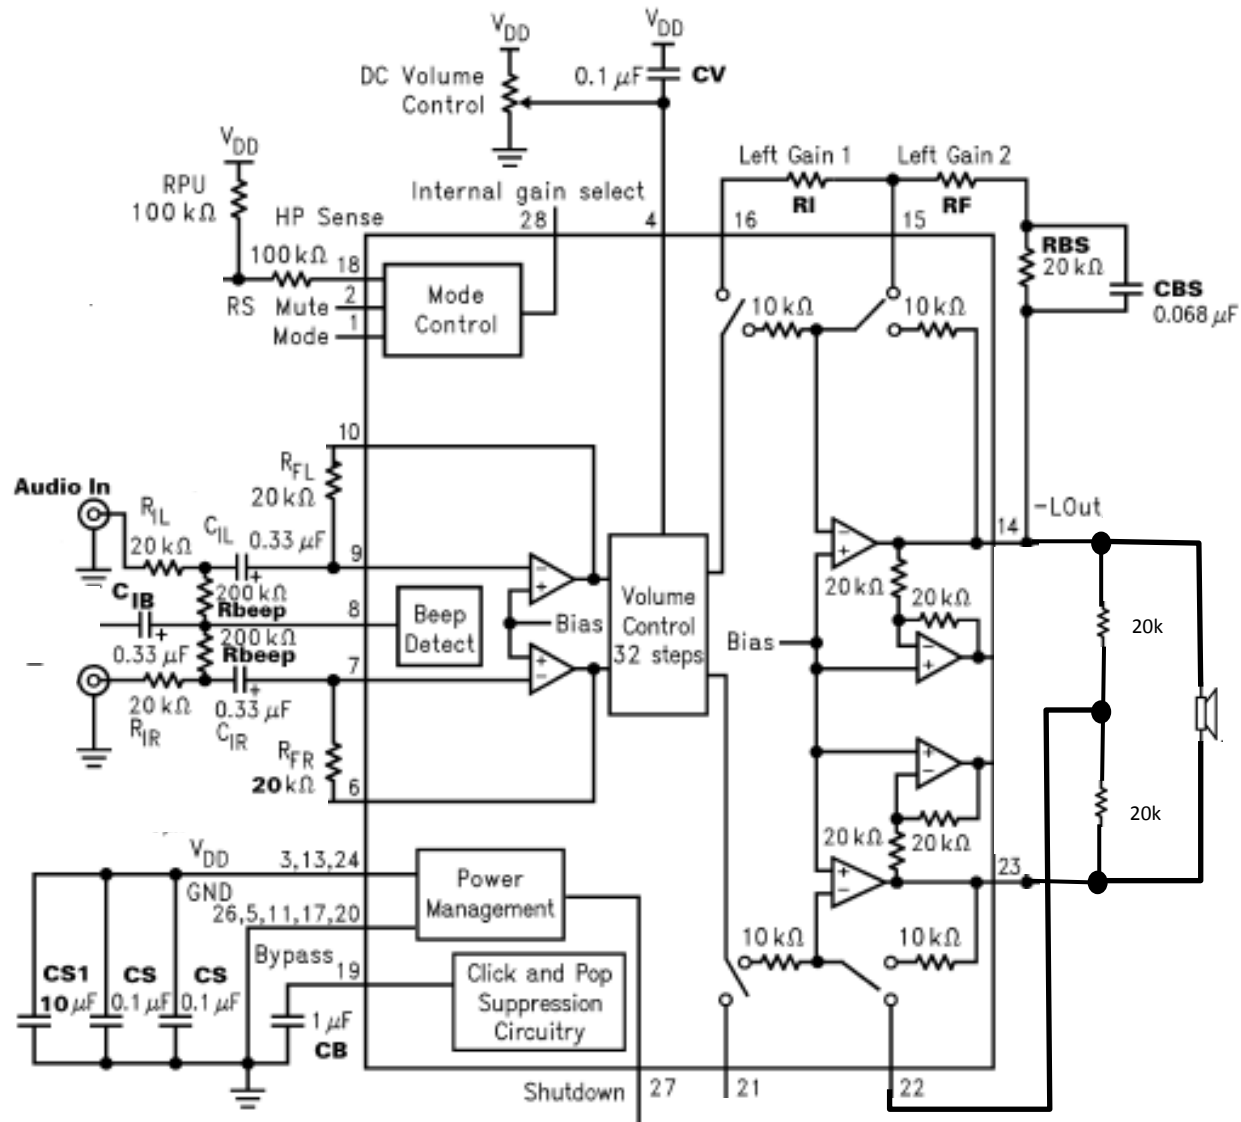 VDD
VDD
DC Volume
Control
0.1 μF
CV
VDD
RPU
100 kΩ
Left Gain 1
Left Gain 2
RI
RF
Internal gain select
HP Sense
28
4
16
15
100 kΩ
18
RS
Mute
2
Mode
1
Mode
Control
10 kΩ
10 kΩ
RBS
20 kΩ
CBS
0.068 μF
10
RFL
20 kΩ
Audio In
RIL
20 kΩ
CIL
0.33 μF
9
14
-LOut
200 kΩ
Rbeep
8
CIB
0.33 μF
200 kΩ
Rbeep
7
Beep
Detect
Bias
Volume
Control
32 steps
Bias
20 kΩ
20 kΩ
20k
20 kΩ
RIR
0.33 μF
CIR
RFR
20 kΩ
6
20 kΩ
20 kΩ
20k
VDD
3,13,24
GND
26,5,11,17,20
Power
Management
23
Bypass
19
10 kΩ
10 kΩ
CS1
10 μF
CS
0.1 μF
CS
0.1 μF
1 μF
CB
Click and Pop
Suppression
Circuitry
Shutdown
27
21
22